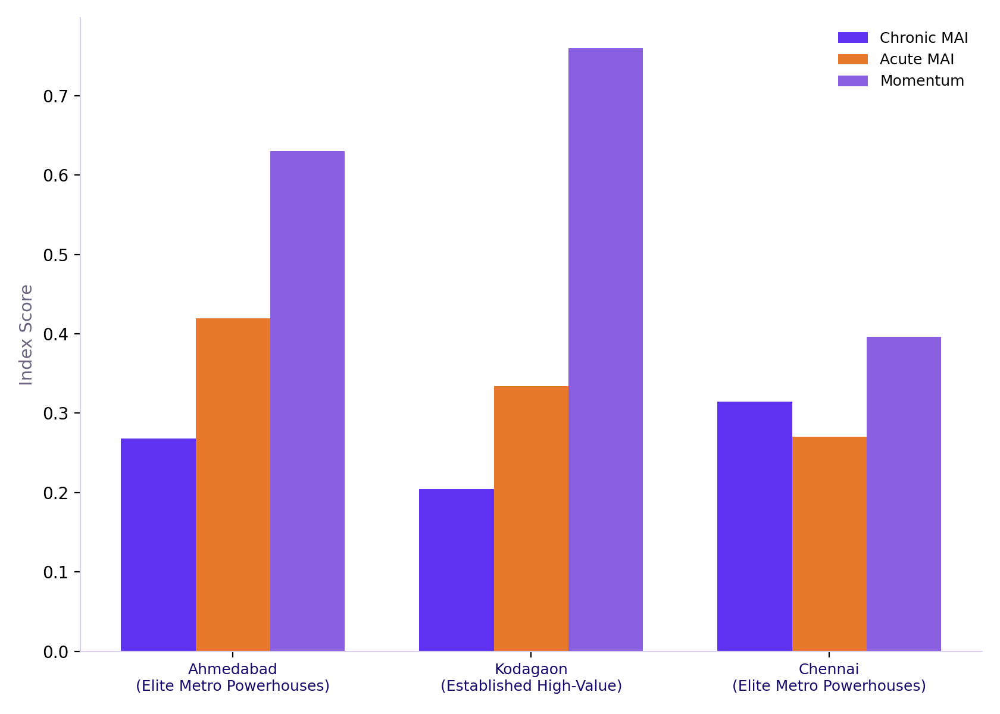 Chronic MAI
Acute MAI
Momentum
Index Score
0.7
0.6
0.5
0.4
0.3
0.2
0.1
0.0
Ahmedabad
(Elite Metro Powerhouses)
Kodagaon
(Established High-Value)
Chennai
(Elite Metro Powerhouses)